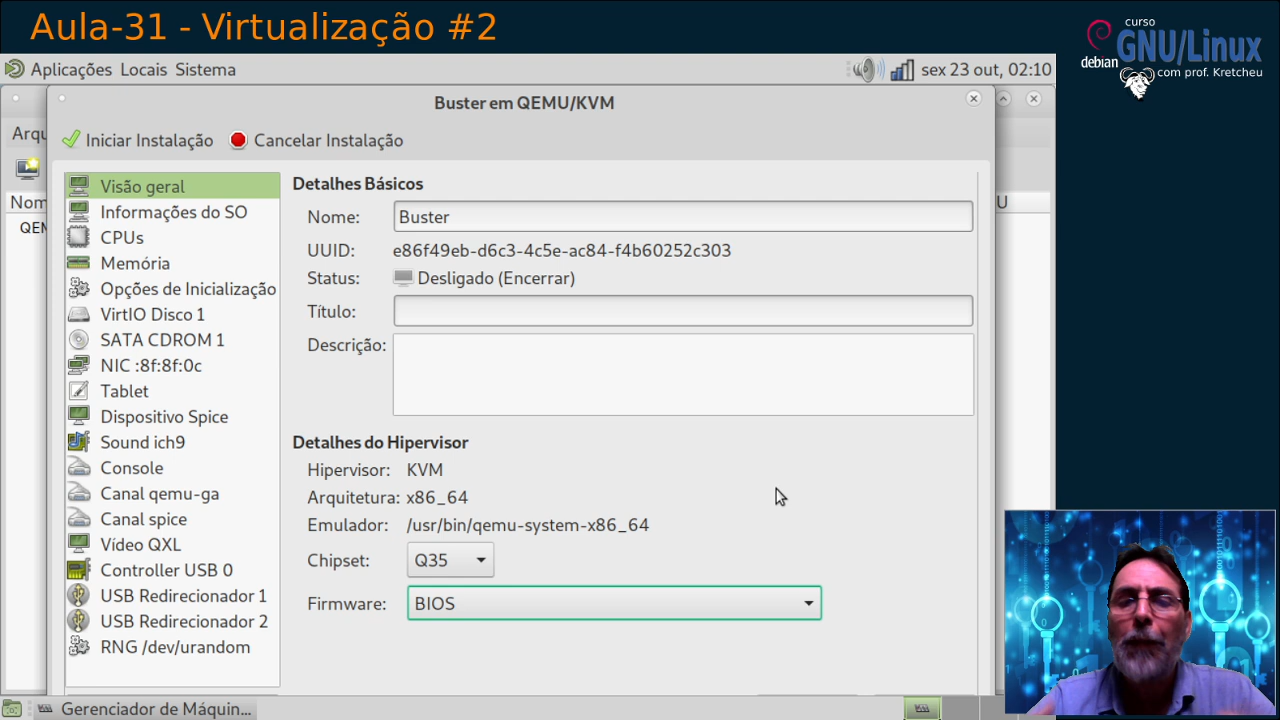 Aula-31 - Virtualização #2
curso
GNU/Linux
debian
com prof. Kretcheu
Aplicações Locais Sistema
sex 23 out, 02:10
Buster em QEMU/KVM
Arqu
Iniciar Instalação
Cancelar Instalação
Nom
QEM
U
Visão geral
Informações do SO
CPUs
Memória
Opções de Inicialização
VirtIO Disco 1
SATA CDROM 1
NIC :8f:8f:0c
Tablet
Dispositivo Spice
Sound ich9
Console
Canal qemu-ga
Canal spice
Vídeo QXL
Controller USB 0
USB Redirecionador 1
USB Redirecionador 2
RNG /dev/urandom
Detalhes Básicos
Nome: Buster
UUID: e86f49eb-d6c3-4c5e-ac84-f4b60252c303
Status: Desligado (Encerrar)
Título:
Descrição:
Detalhes do Hipervisor
Hipervisor: KVM
Arquitetura: x86_64
Emulador: /usr/bin/qemu-system-x86_64
Chipset: Q35
Firmware: BIOS
Gerenciador de Máquin...